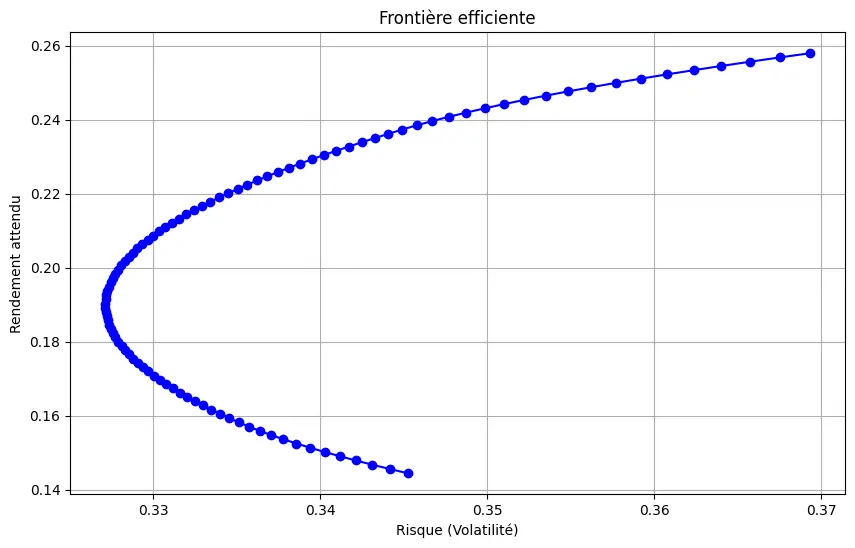 Frontière efficiente
Rendement attendu
0.26
0.24
0.22
0.20
0.18
0.16
0.14
0.33 0.34 0.35 0.36 0.37
Risque (Volatilité)